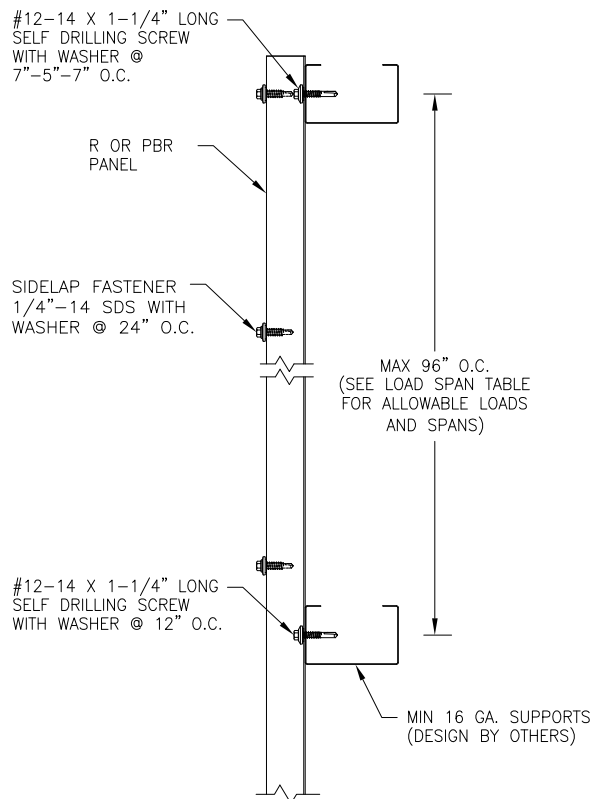 #12-14 X 1-1/4" LONG
SELF DRILLING SCREW
WITH WASHER @
7"-5"-7" O.C.
R OR PBR
PANEL
SIDELAP FASTENER
1/4"-14 SDS WITH
WASHER @ 24" O.C.
MAX 96" O.C.
(SEE LOAD SPAN TABLE
FOR ALLOWABLE LOADS
AND SPANS)
#12-14 X 1-1/4" LONG
SELF DRILLING SCREW
WITH WASHER @ 12" O.C.
MIN 16 GA. SUPPORTS
(DESIGN BY OTHERS)